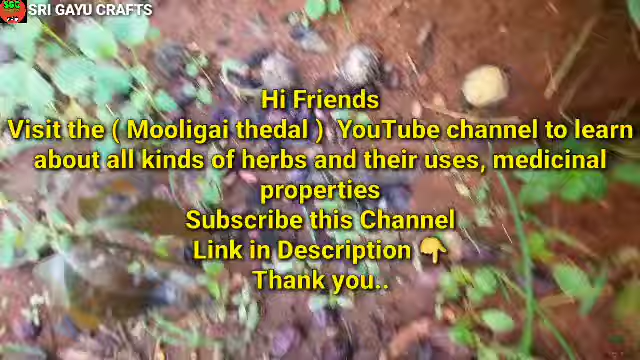 SGC
SRI GAYU CRAFTS
Hi Friends
Visit the ( Mooligai thedal )  YouTube channel to learn
about all kinds of herbs and their uses, medicinal
properties
Subscribe this Channel
Link in Description 👇
Thank you..